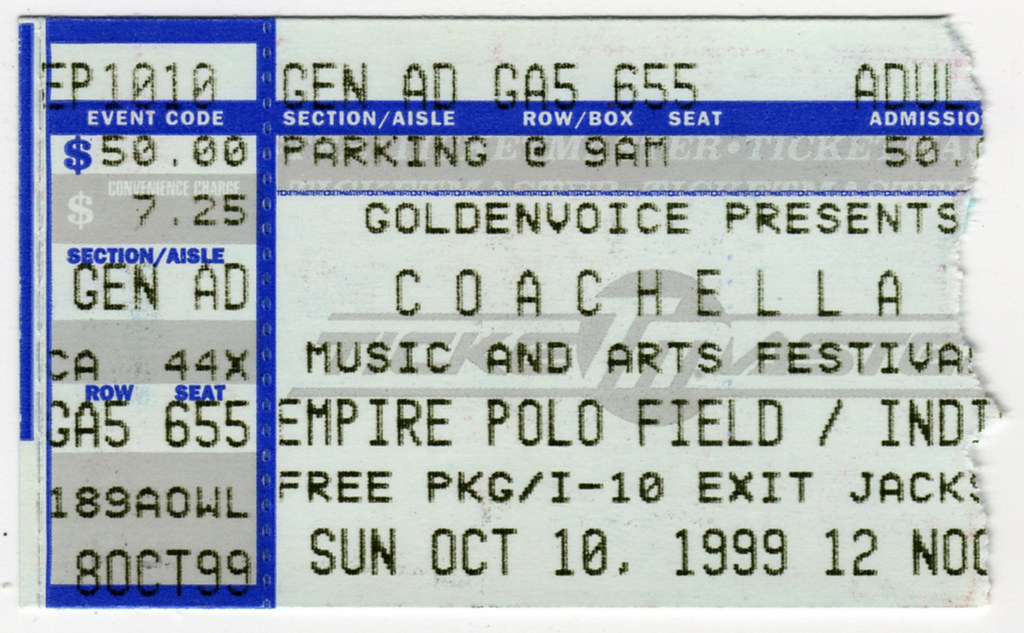 EP1010
EVENT CODE
$50.00
CONVENIENCE CHARGE
$ 7.25
SECTION/AISLE
GEN AD
CA 44X
ROW SEAT
GA5 655
189AOWL
8OCT99
GEN AD GA5 655 ADUL
SECTION/AISLE ROW/BOX SEAT ADMISSIO
PARKING @ 9AM 50
GOLDENVOICE PRESENTS
C O A C H E L L A
MUSIC AND ARTS FESTIVA
EMPIRE POLO FIELD / INDI
FREE PKG/I-10 EXIT JACKS
SUN OCT 10, 1999 12 NOO